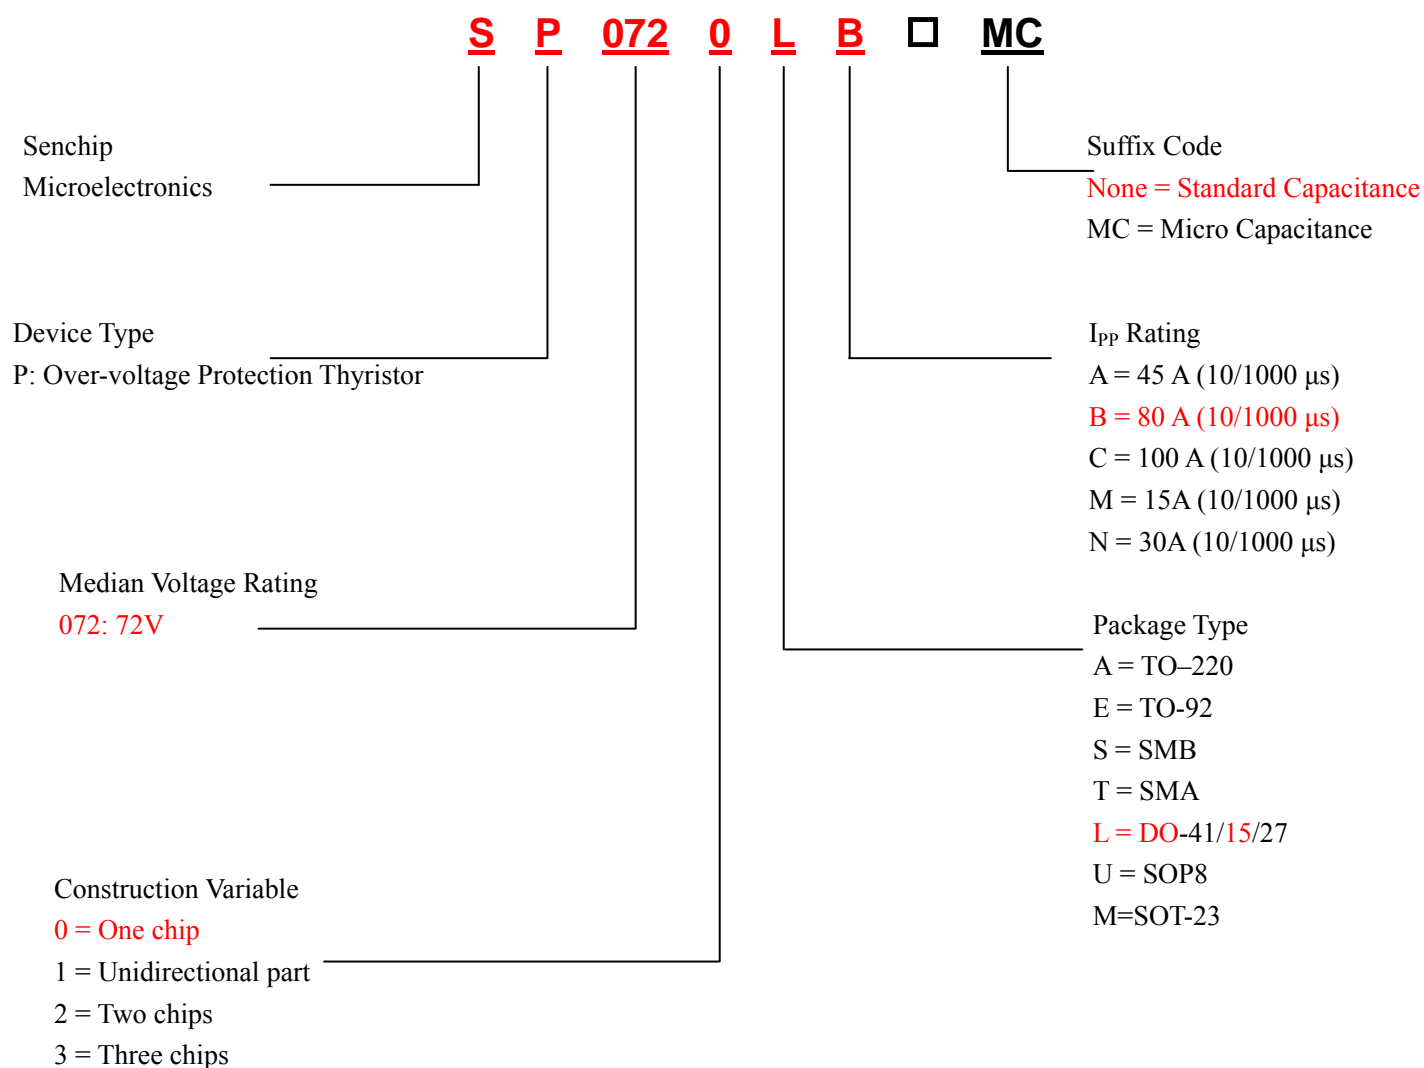 S P 072 0 L B □ MC
Senchip
Microelectronics
Suffix Code
None = Standard Capacitance
MC = Micro Capacitance
Device Type
P: Over-voltage Protection Thyristor
IPP Rating
A = 45 A (10/1000 μs)
B = 80 A (10/1000 μs)
C = 100 A (10/1000 μs)
M = 15A (10/1000 μs)
N = 30A (10/1000 μs)
Median Voltage Rating
072: 72V
Package Type
A = TO–220
E = TO-92
S = SMB
T = SMA
L = DO-41/15/27
U = SOP8
M=SOT-23
Construction Variable
0 = One chip
1 = Unidirectional part
2 = Two chips
3 = Three chips